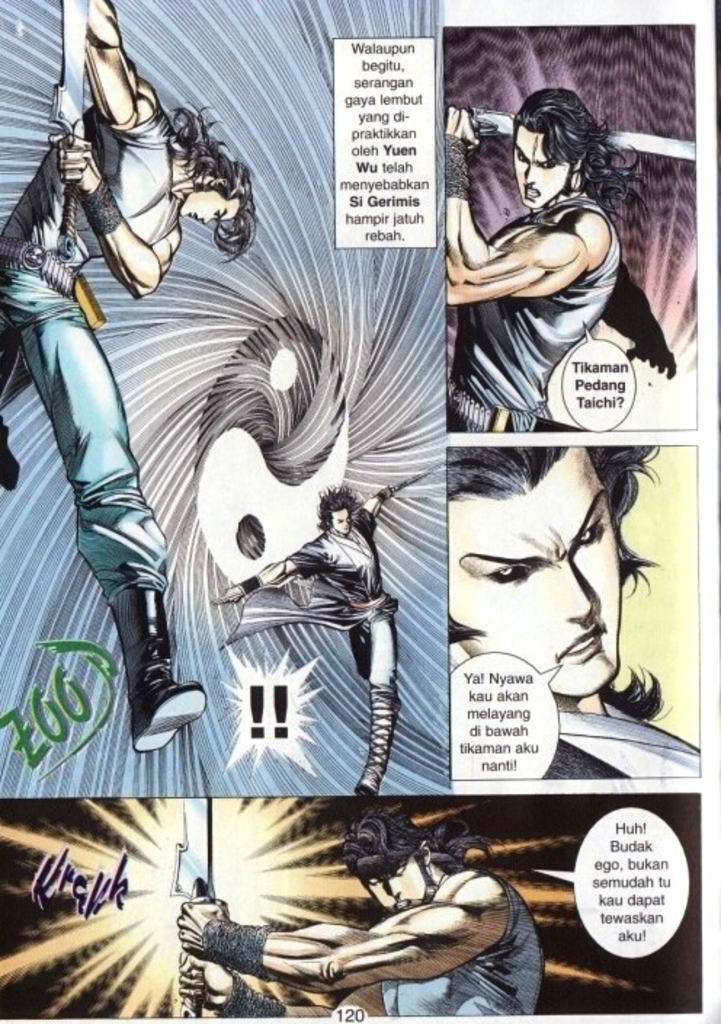 Walaupun
begitu,
serangan
gaya lembut
yang di-
praktikkan
oleh Yuen
Wu telah
menyebabkan
Si Gerimis
hampir jatuh
rebah.
Tikaman
Pedang
Taichi?
ZOO
!!
Ya! Nyawa
kau akan
melayang
di bawah
tikaman aku
nanti!
Krakk
Huh!
Budak
ego, bukan
semudah tu
kau dapat
tewaskan
aku!
120